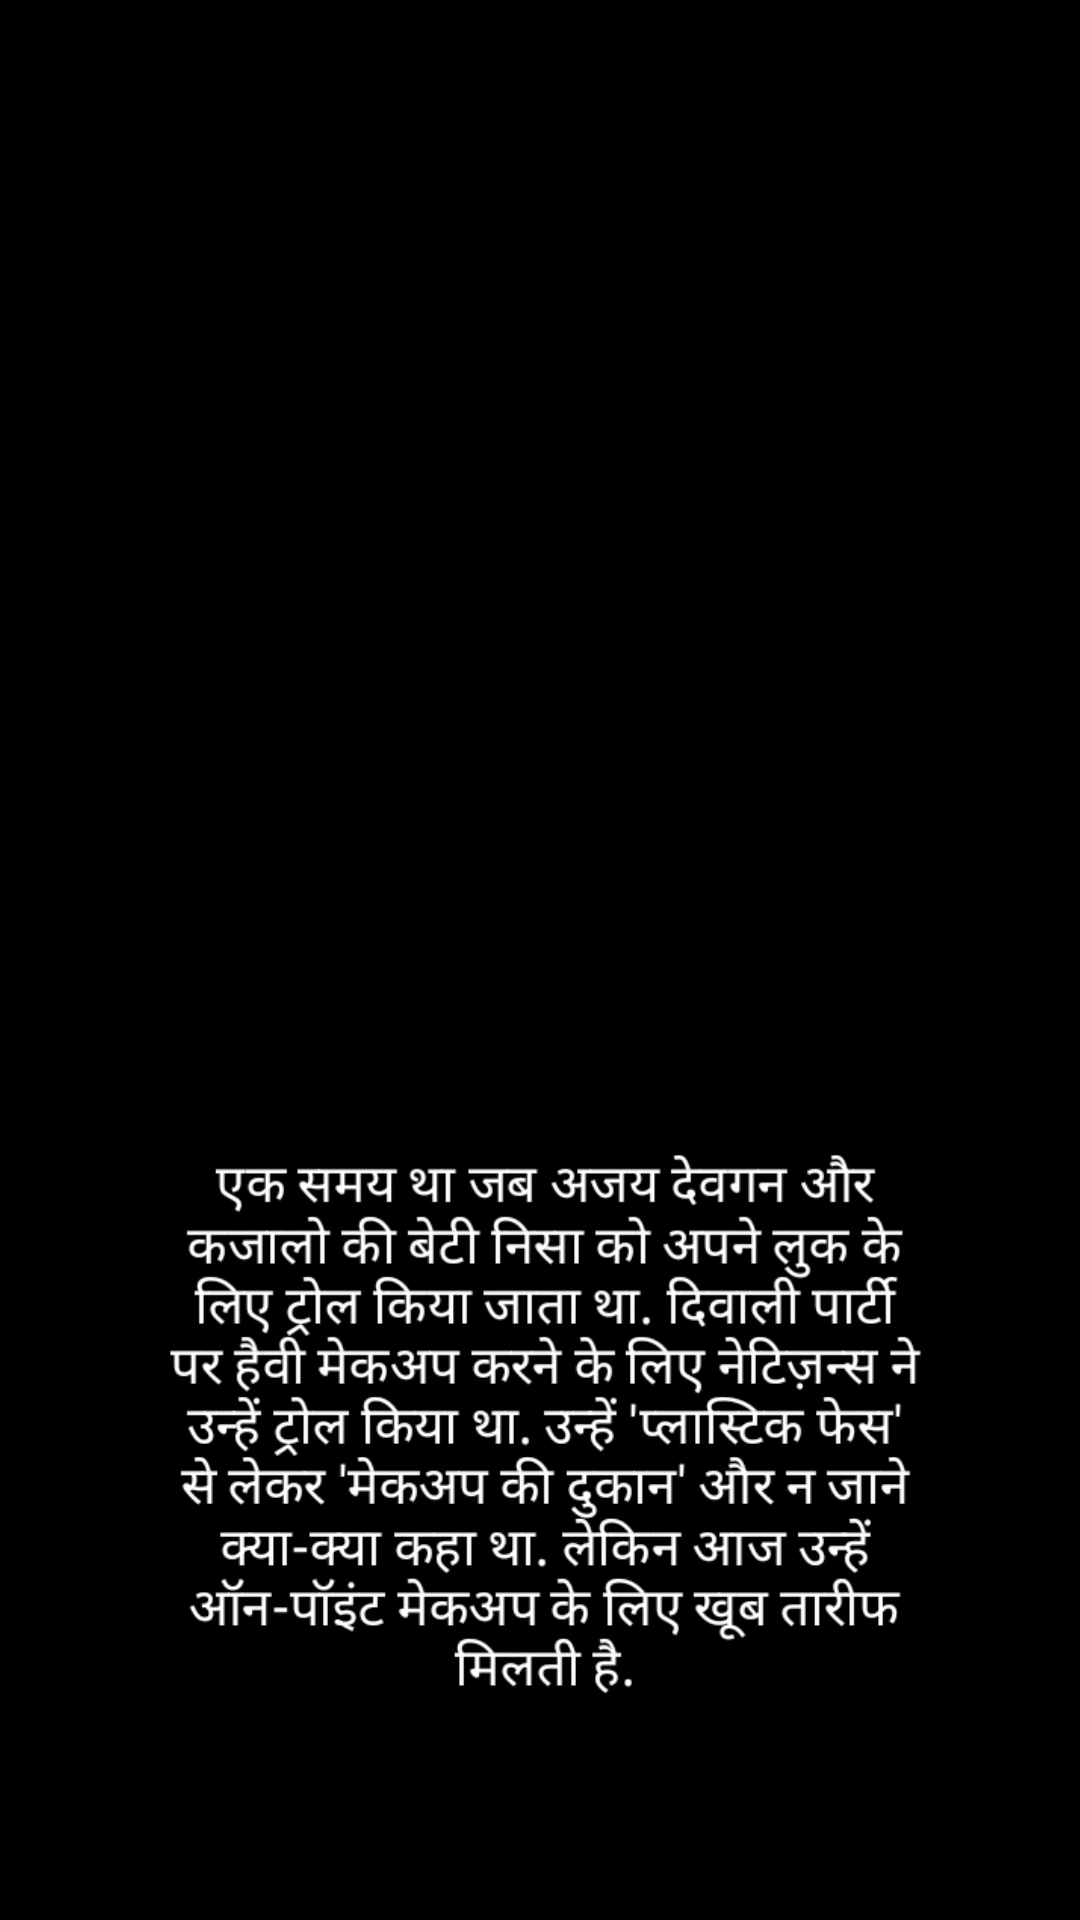 एक समय था जब अजय देवगन और
कजालो की बेटी निसा को अपने लुक के
लिए ट्रोल किया जाता था. दिवाली पार्टी
पर हैवी मेकअप करने के लिए नेटिज़न्स ने
उन्हें ट्रोल किया था. उन्हें 'प्लास्टिक फेस'
से लेकर 'मेकअप की दुकान' और न जाने
क्या-क्या कहा था. लेकिन आज उन्हें
ऑन-पॉइंट मेकअप के लिए खूब तारीफ
मिलती है.